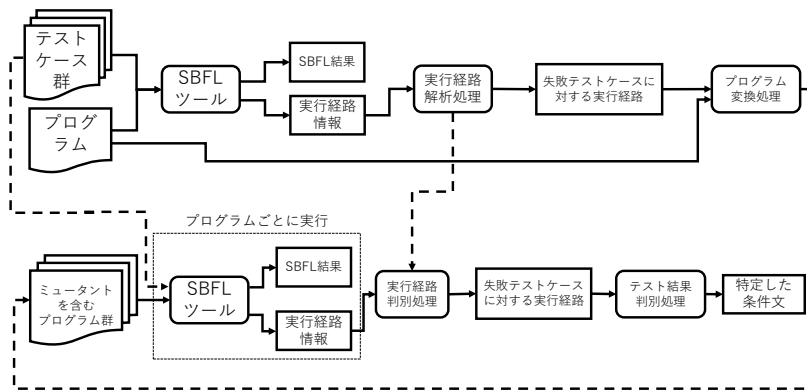 テスト
ケース
群
プログ
ラム
SBFL
ツール
SBFL結果
実行経路
情報
実行経路
解析処理
失敗テストケースに
対する実行経路
プログラム
変換処理
プログラムごとに実行
ミュータント
を含む
プログラム群
SBFL
ツール
SBFL結果
実行経路
情報
実行経路
判別処理
失敗テストケース
に対する実行経路
テスト結果
判別処理
特定した
条件文